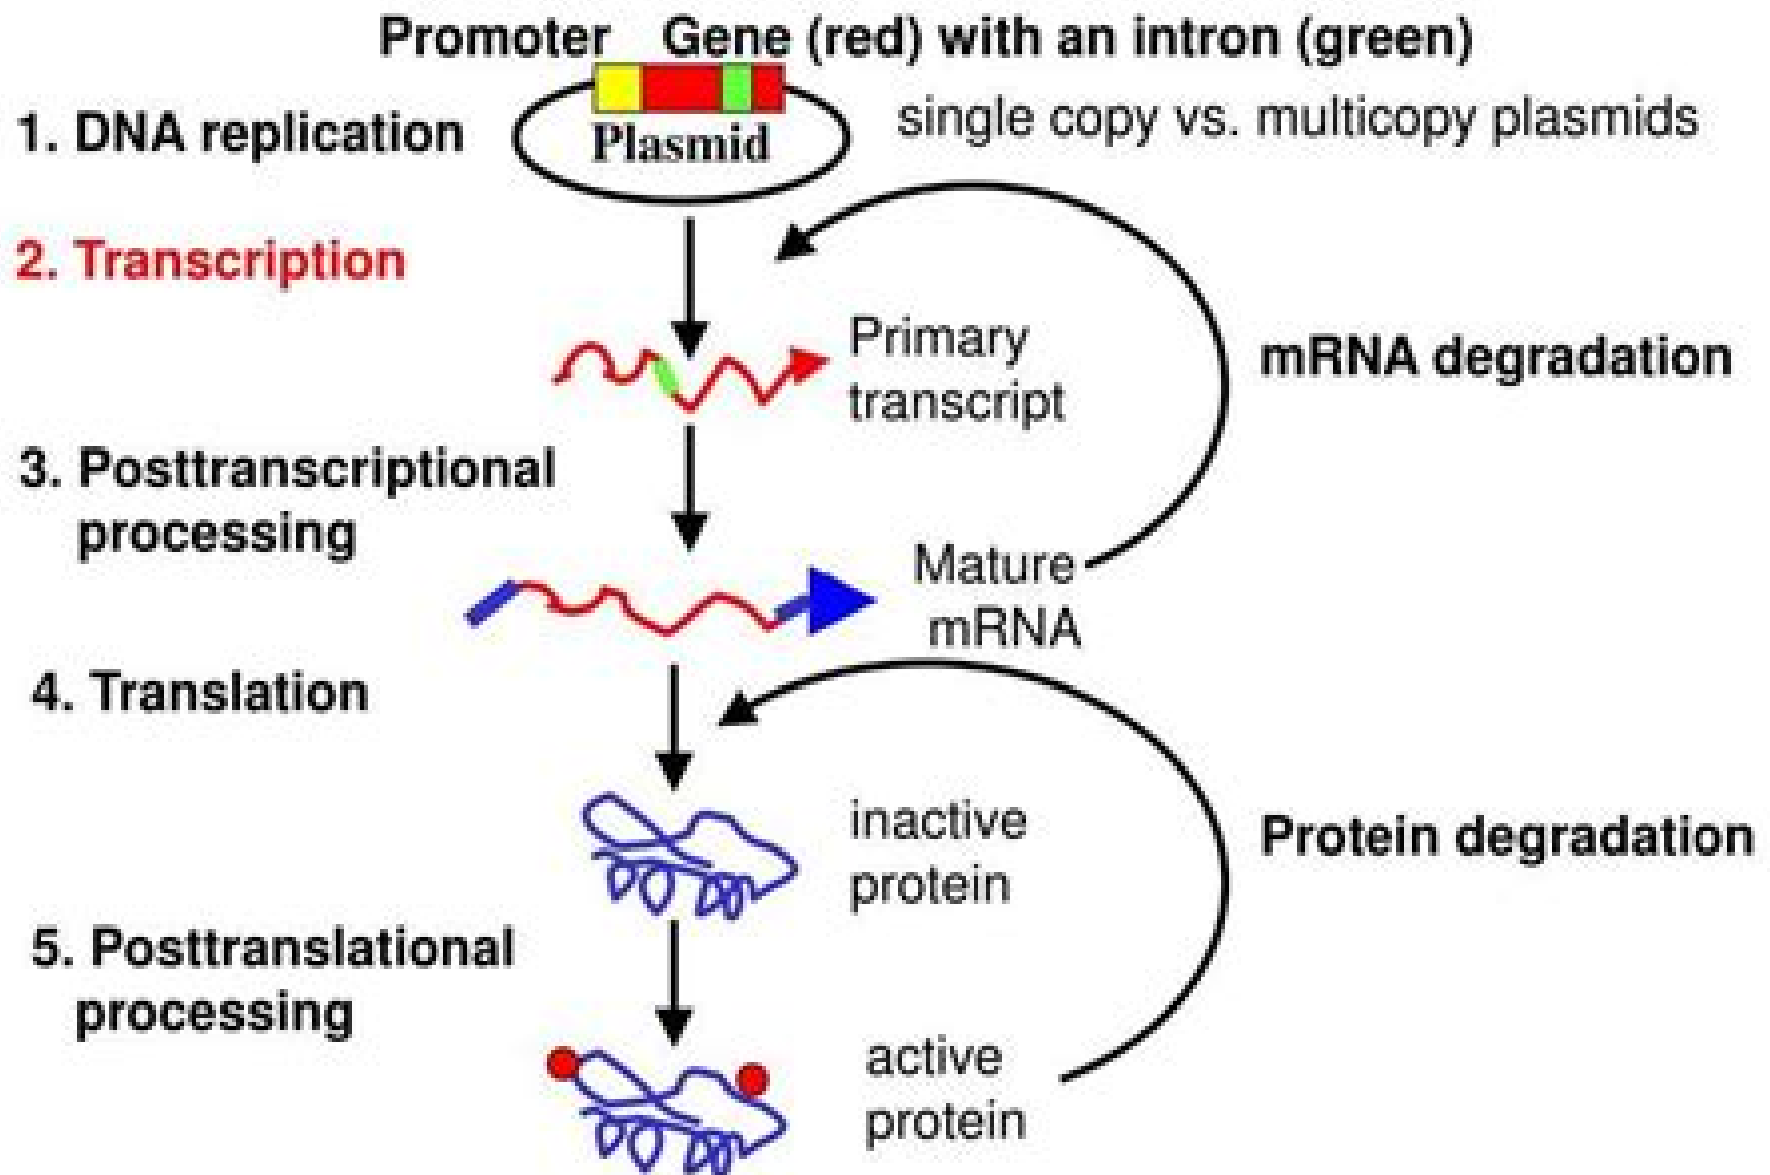 Promoter Gene (red) with an intron (green)
1. DNA replication
Plasmid
single copy vs. multicopy plasmids
2. Transcription
Primary
transcript
mRNA degradation
3. Posttranscriptional
processing
Mature
mRNA
4. Translation
inactive
protein
Protein degradation
5. Posttranslational
processing
active
protein